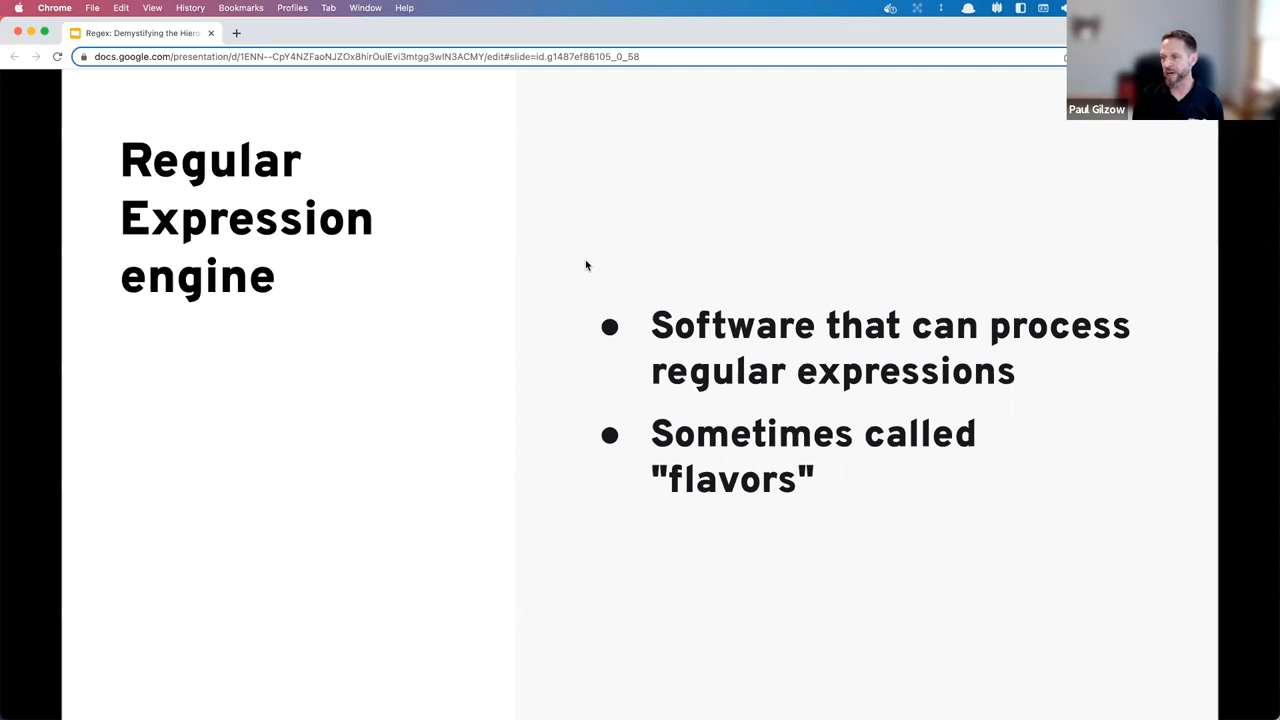 Chrome File Edit View History Bookmarks Profiles Tab Window Help
Regex: Demystifying the Hiero
docs.google.com/presentation/d/1ENN--CpY4NZFaoNJZOx8hirOulEvi3mtgg3wlN3ACMY/edit#slide=id.g1487ef86105_0_58
Paul Gilzow
Regular
Expression
engine
● Software that can process
regular expressions
● Sometimes called
"flavors"